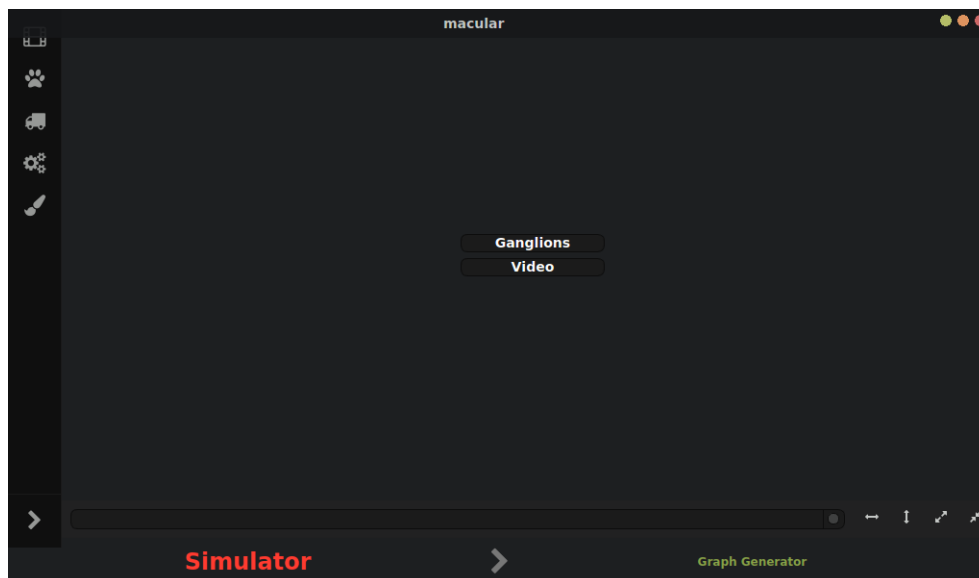 macular
Ganglions
Video
Simulator
Graph Generator